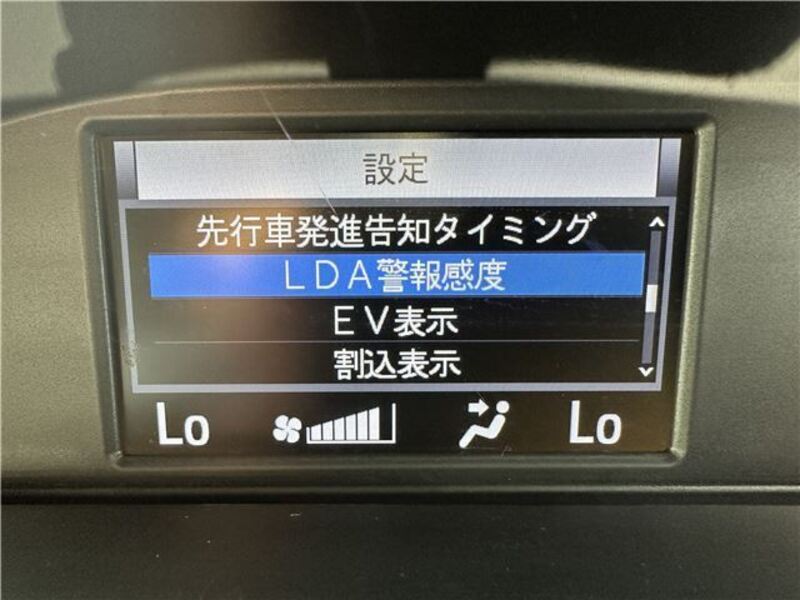 設定
先行車発進告知タイミング
ＬＤＡ警報感度
ＥＶ表示
割込表示
Lo Lo